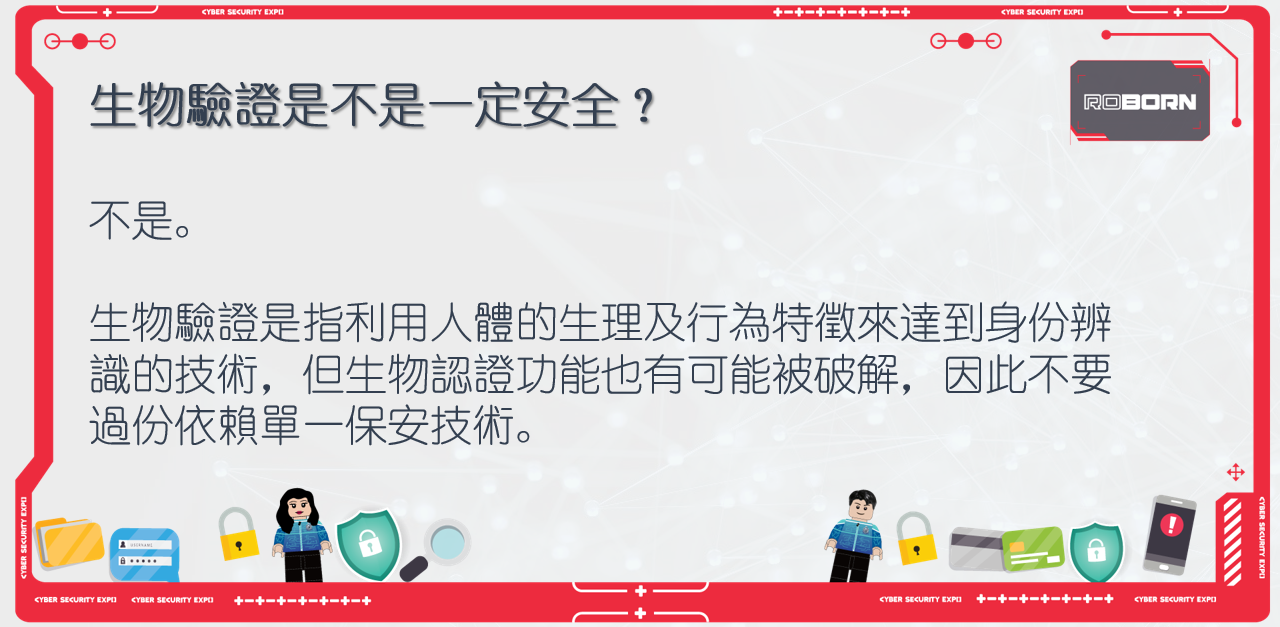 CYBER SECURITY EXPO
CYBER SECURITY EXPO
ROBORN
生物驗證是不是一定安全？
不是。
生物驗證是指利用人體的生理及行為特徵來達到身份辨
識的技術，但生物認證功能也有可能被破解，因此不要
過份依賴單一保安技術。
CYBER SECURITY EXPO
CYBER SECURITY EXPO
USERNAME
CYBER SECURITY EXPO
CYBER SECURITY EXPO
CYBER SECURITY EXPO
CYBER SECURITY EXPO